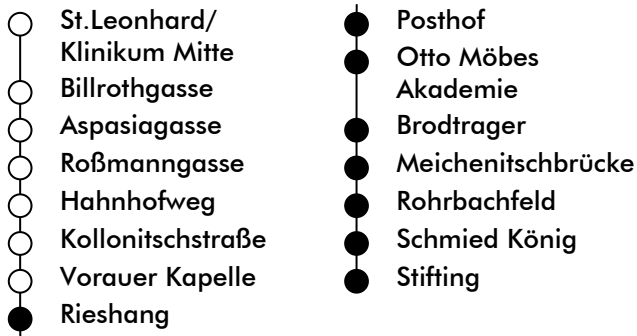 St.Leonhard/
Klinikum Mitte
Billrothgasse
Aspasiagasse
Roßmanngasse
Hahnhofweg
Kollonitschstraße
Vorauer Kapelle
Rieshang
Posthof
Otto Möbes
Akademie
Brodtrager
Meichenitschbrücke
Rohrbachfeld
Schmied König
Stifting